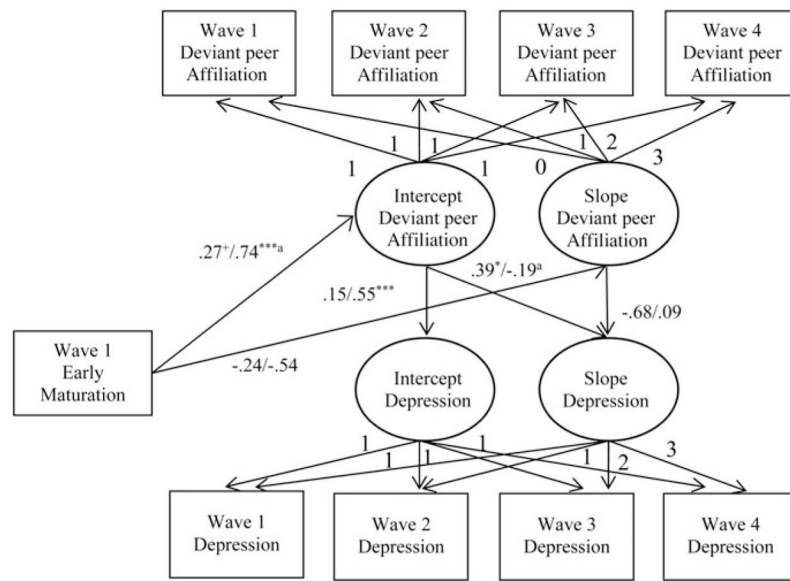 Wave 1
Deviant peer
Affiliation
Wave 2
Deviant peer
Affiliation
Wave 3
Deviant peer
Affiliation
Wave 4
Deviant peer
Affiliation
1 1 1 1 0 1 2 3
Intercept
Deviant peer
Affiliation
Slope
Deviant peer
Affiliation
.27+/.74***a
.39*/-.19a
.15/.55***
-.68/.09
Wave 1
Early
Maturation
-.24/-.54
Intercept
Depression
Slope
Depression
1 1 1 1 1 2 3
Wave 1
Depression
Wave 2
Depression
Wave 3
Depression
Wave 4
Depression